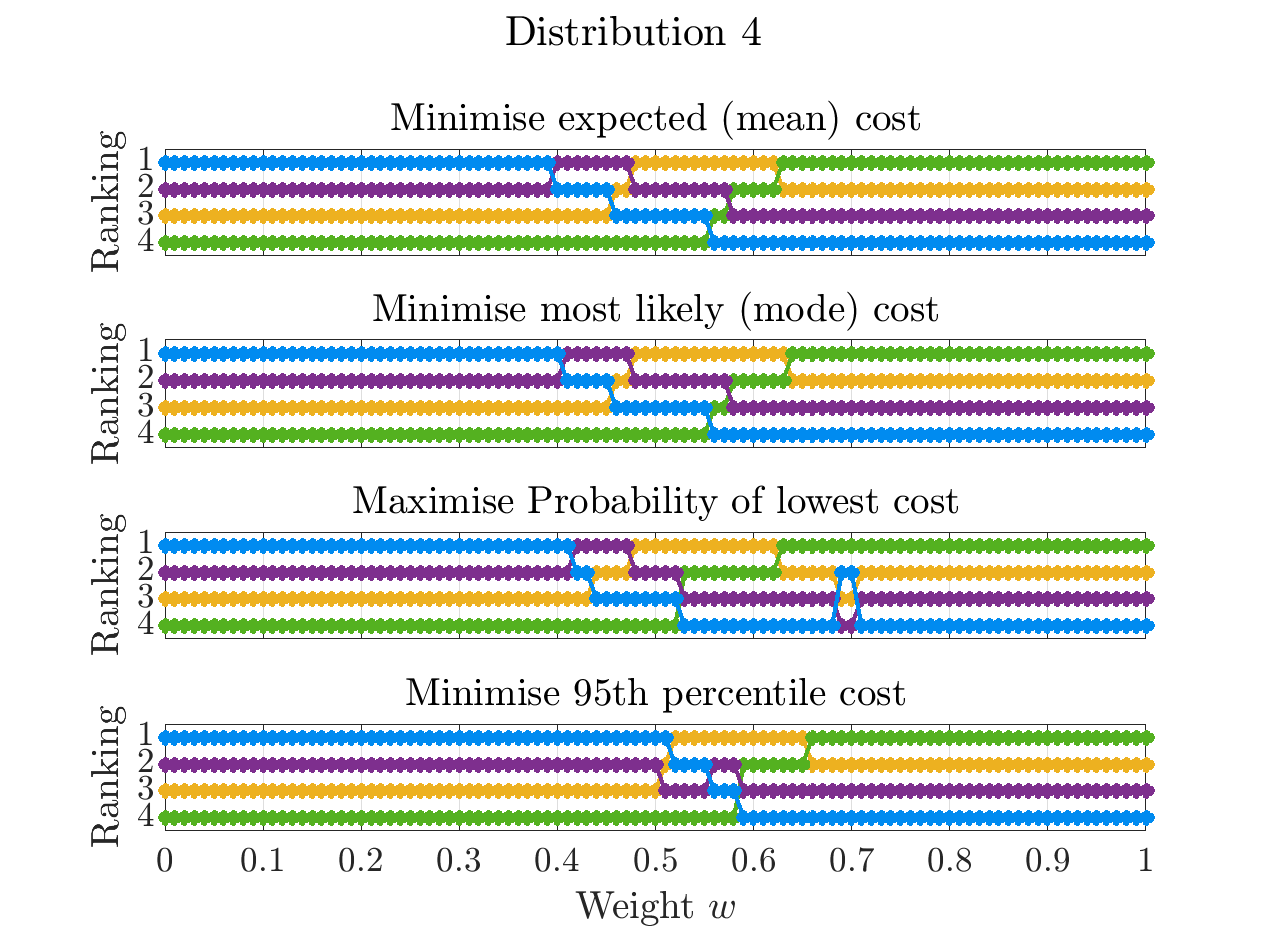 Distribution 4
Minimise expected (mean) cost
Ranking
1
2
3
4
Minimise most likely (mode) cost
Ranking
1
2
3
4
Maximise Probability of lowest cost
Ranking
1
2
3
4
Minimise 95th percentile cost
Ranking
1
2
3
4
0 0.1 0.2 0.3 0.4 0.5 0.6 0.7 0.8 0.9 1
Weight w